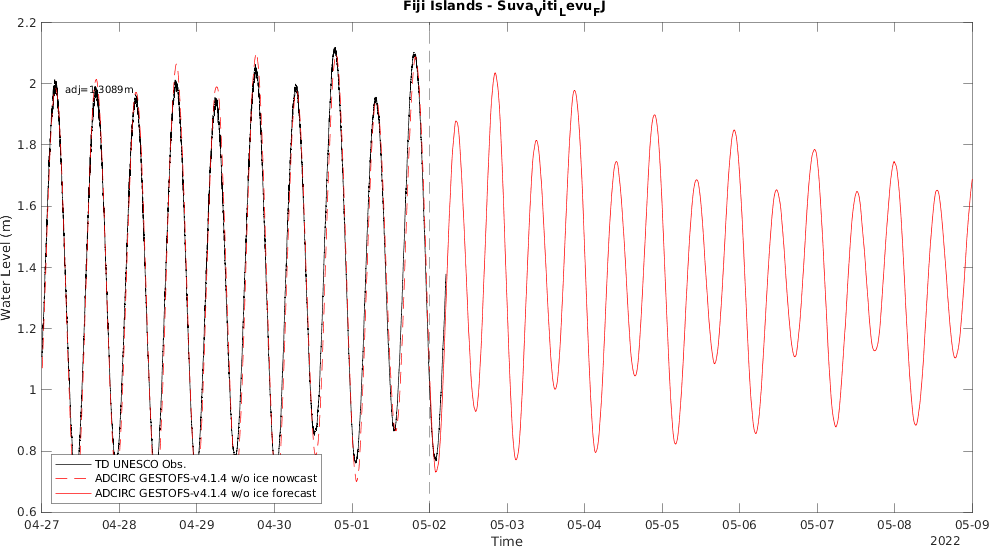 Fiji Islands - SuvaVitiLevuFJ
2.2
2
1.8
1.6
1.4
1.2
1
0.8
0.6
Water Level (m)
adj=1.3089m
TD UNESCO Obs.
ADCIRC GESTOFS-v4.1.4 w/o ice nowcast
ADCIRC GESTOFS-v4.1.4 w/o ice forecast
04-27 04-28 04-29 04-30 05-01 05-02 05-03 05-04 05-05 05-06 05-07 05-08 05-09
Time
2022